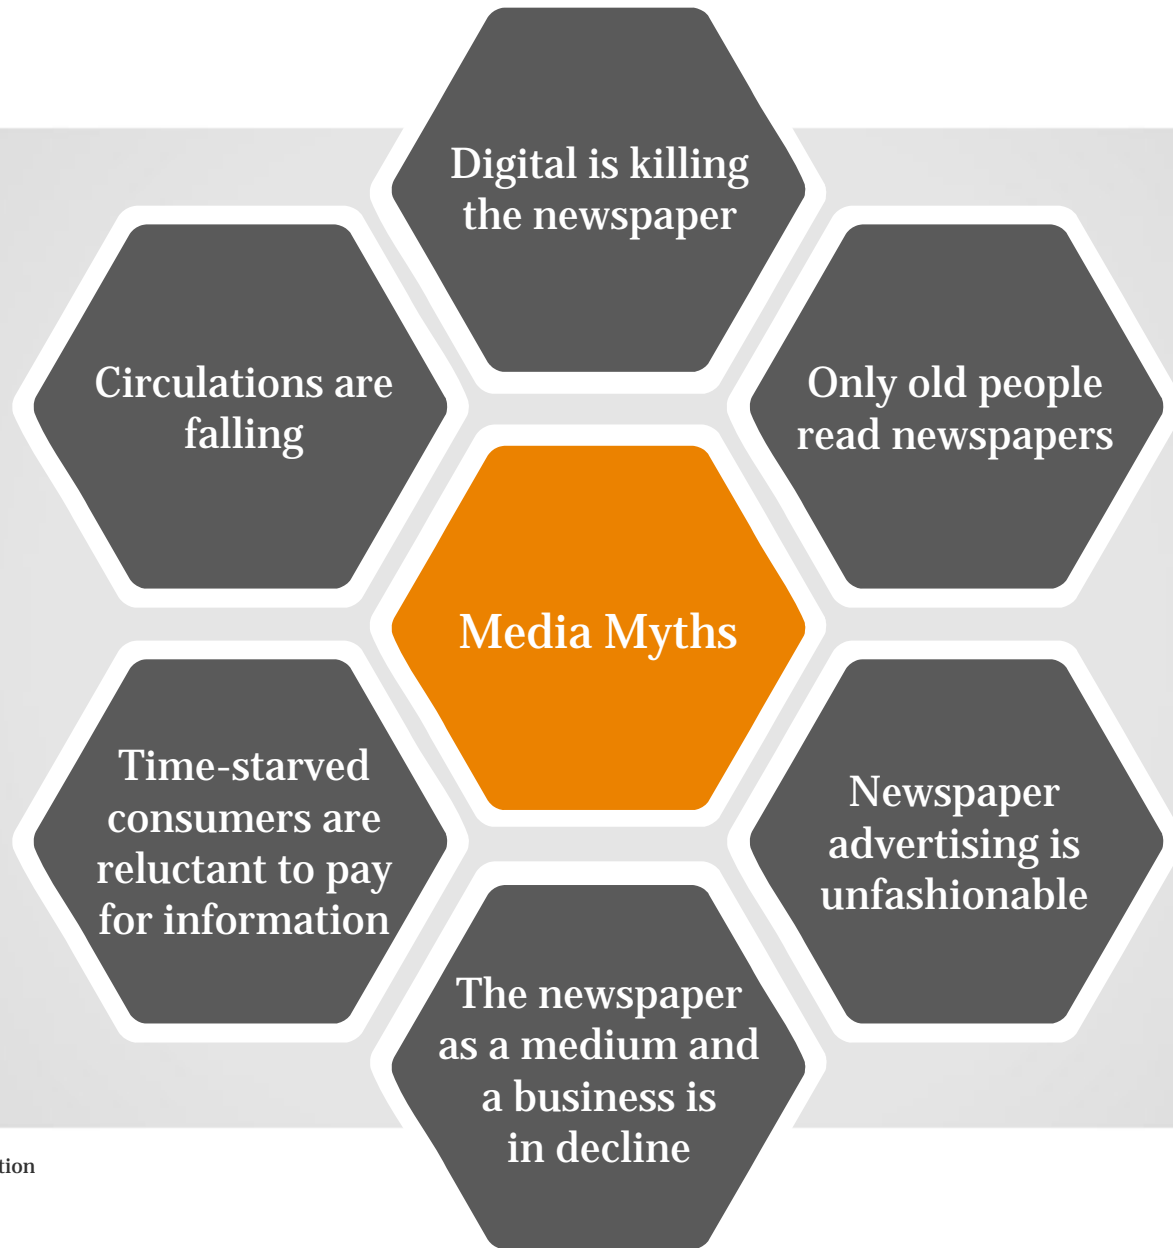 Digital is killing
the newspaper
Circulations are
falling
Only old people
read newspapers
Media Myths
Time-starved
consumers are
reluctant to pay
for information
Newspaper
advertising is
unfashionable
The newspaper
as a medium and
a business is
in decline
tion